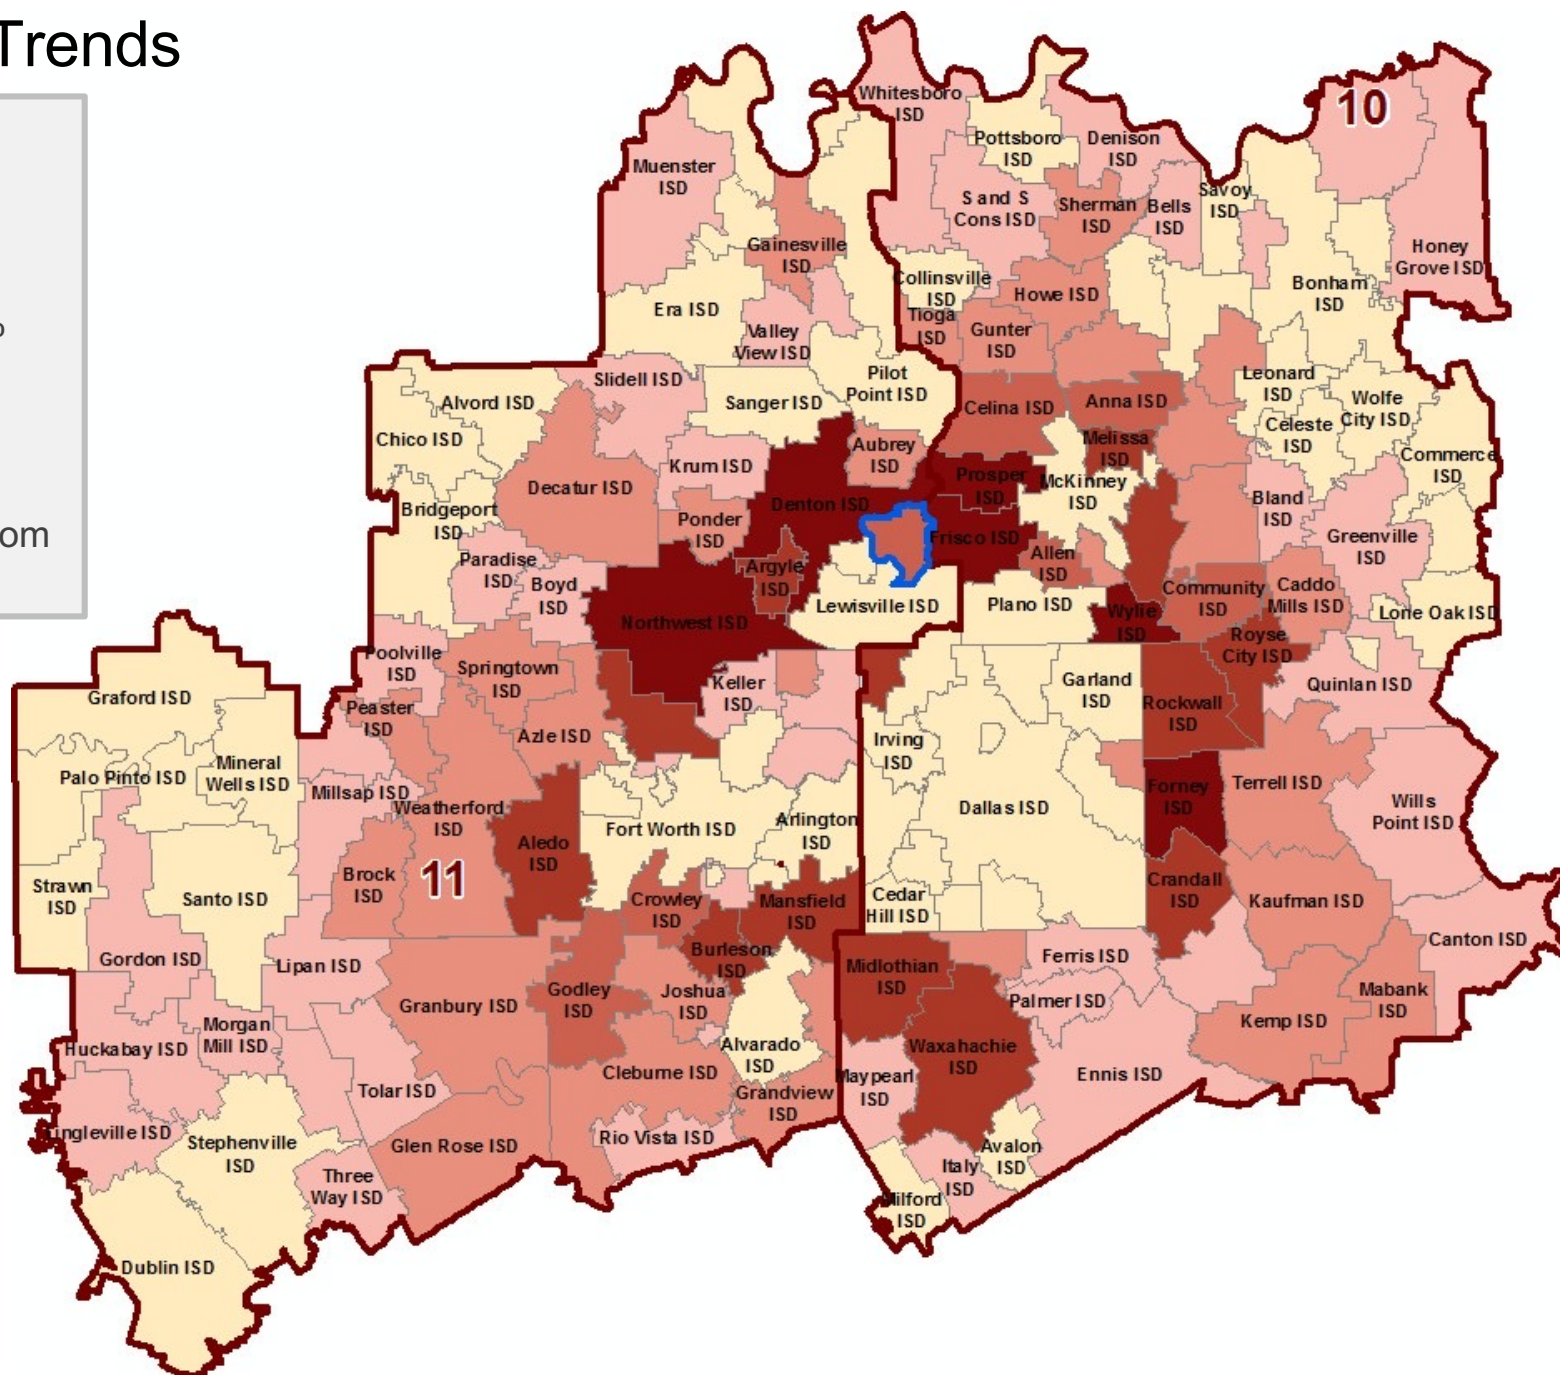 Trends
om
10
Whitesboro
ISD
Pottsboro
ISD
Denison
ISD
Muenster
ISD
S and S
Cons ISD
Sherman
ISD
Bells
ISD
Savoy
ISD
Honey
Grove ISD
Gainesville
ISD
Collinsville
ISD
Howe ISD
Bonham
ISD
Era ISD
Valley
View ISD
Tioga
ISD
Gunter
ISD
Slidell ISD
Pilot
Point ISD
Leonard
ISD
Wolfe
City ISD
Alvord ISD
Sanger ISD
Celina ISD
Anna ISD
Chico ISD
Celeste
ISD
Commerce
ISD
Krum ISD
Aubrey
ISD
Melissa
ISD
Decatur ISD
Prosper
ISD
McKinney
ISD
Bridgeport
ISD
Denton ISD
Bland
ISD
Ponder
ISD
Frisco ISD
Greenville
ISD
Paradise
ISD
Boyd
ISD
Argyle
ISD
Allen
ISD
Community
ISD
Caddo
Mills ISD
Lewisville ISD
Plano ISD
Wylie
ISD
Lone Oak ISD
Northwest ISD
Royse
City ISD
Poolville
ISD
Springtown
ISD
Keller
ISD
Garland
ISD
Quinlan ISD
Graford ISD
Peaster
ISD
Rockwall
ISD
Azle ISD
Irving
ISD
Palo Pinto ISD
Mineral
Wells ISD
Millsap ISD
Weatherford
ISD
Dallas ISD
Forney
ISD
Terrell ISD
Wills
Point ISD
Fort Worth ISD
Arlington
ISD
Aledo
ISD
Strawn
ISD
Santo ISD
Brock
ISD
11
Crowley
ISD
Mansfield
ISD
Cedar
Hill ISD
Crandall
ISD
Kaufman ISD
Canton ISD
Gordon ISD
Lipan ISD
Burleson
ISD
Midlothian
ISD
Ferris ISD
Granbury ISD
Godley
ISD
Joshua
ISD
Palmer ISD
Kemp ISD
Mabank
ISD
Huckabay ISD
Morgan
Mill ISD
Alvarado
ISD
Waxahachie
ISD
Tolar ISD
Cleburne ISD
Maypearl
ISD
Ennis ISD
Grandview
ISD
ingleville ISD
Stephenville
ISD
Glen Rose ISD
Rio Vista ISD
Avalon
ISD
Three
Way ISD
Italy
ISD
Milford
ISD
Dublin ISD